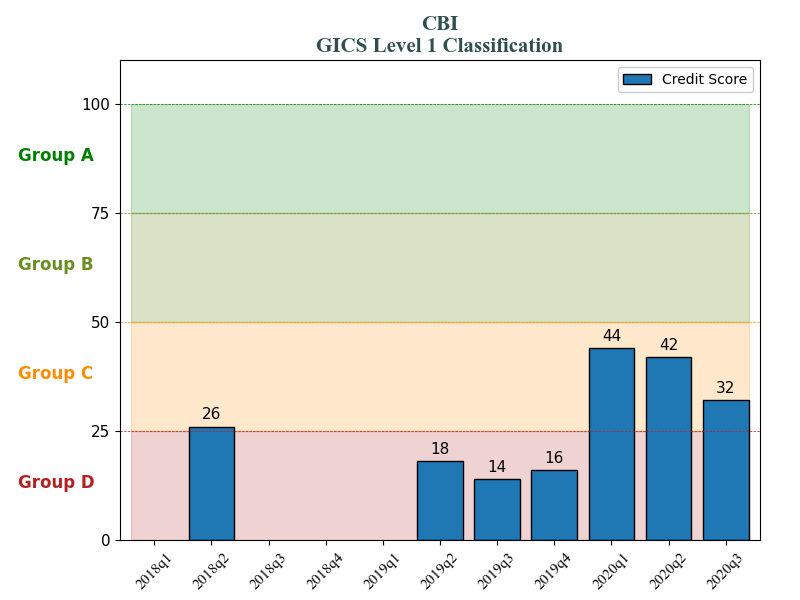 CBI
GICS Level 1 Classification
Credit Score
100
Group A
75
Group B
50
44
42
Group C
32
26
25
18
16
14
Group D
0
2018q1 2018q2 2018q3 2018q4 2019q1 2019q2 2019q3 2019q4 2020q1 2020q2 2020q3